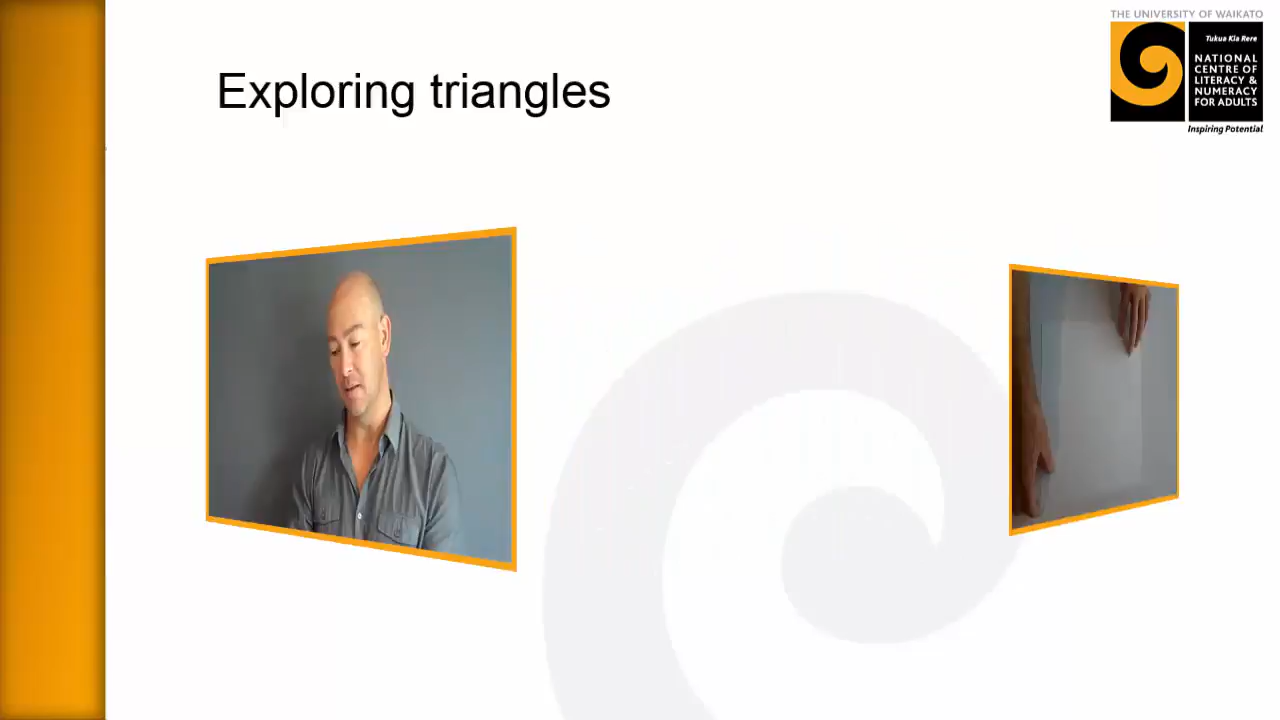 THE UNIVERSITY OF WAIKATO
Exploring triangles
Tukua Kia Rere
NATIONAL
CENTRE OF
LITERACY &
NUMERACY
FOR ADULTS
Inspiring Potential